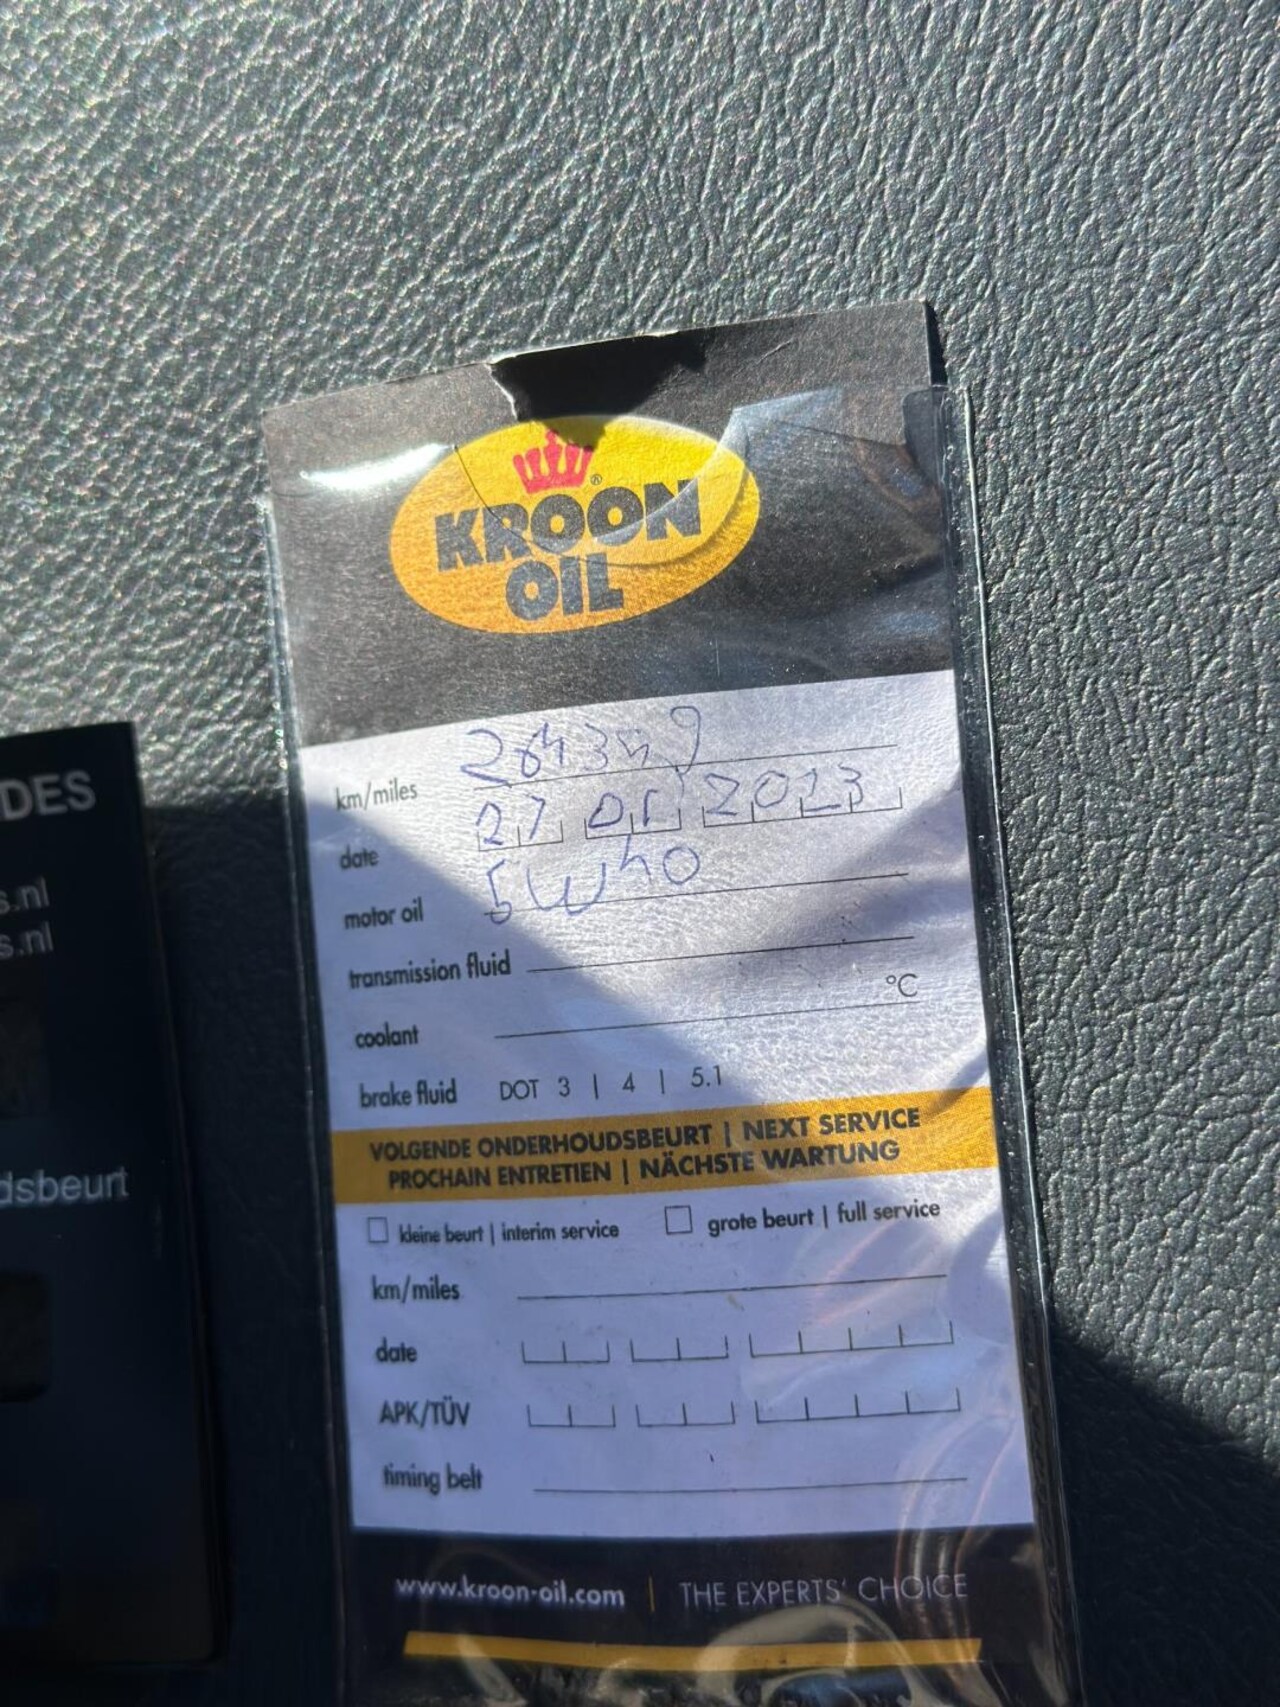 DES
s.nl
s.nl
dsbeurt
KROON
OIL
km/miles
date 27 01 2023
motor oil 5W40
transmission fluid
coolant °C
brake fluid DOT 3 | 4 | 5.1
VOLGENDE ONDERHOUDSBEURT | NEXT SERVICE
PROCHAIN ENTRETIEN | NÄCHSTE WARTUNG
kleine beurt | interim service grote beurt | full service
km/miles
date
APK/TÜV
timing belt
www.kroon-oil.com | THE EXPERTS' CHOICE